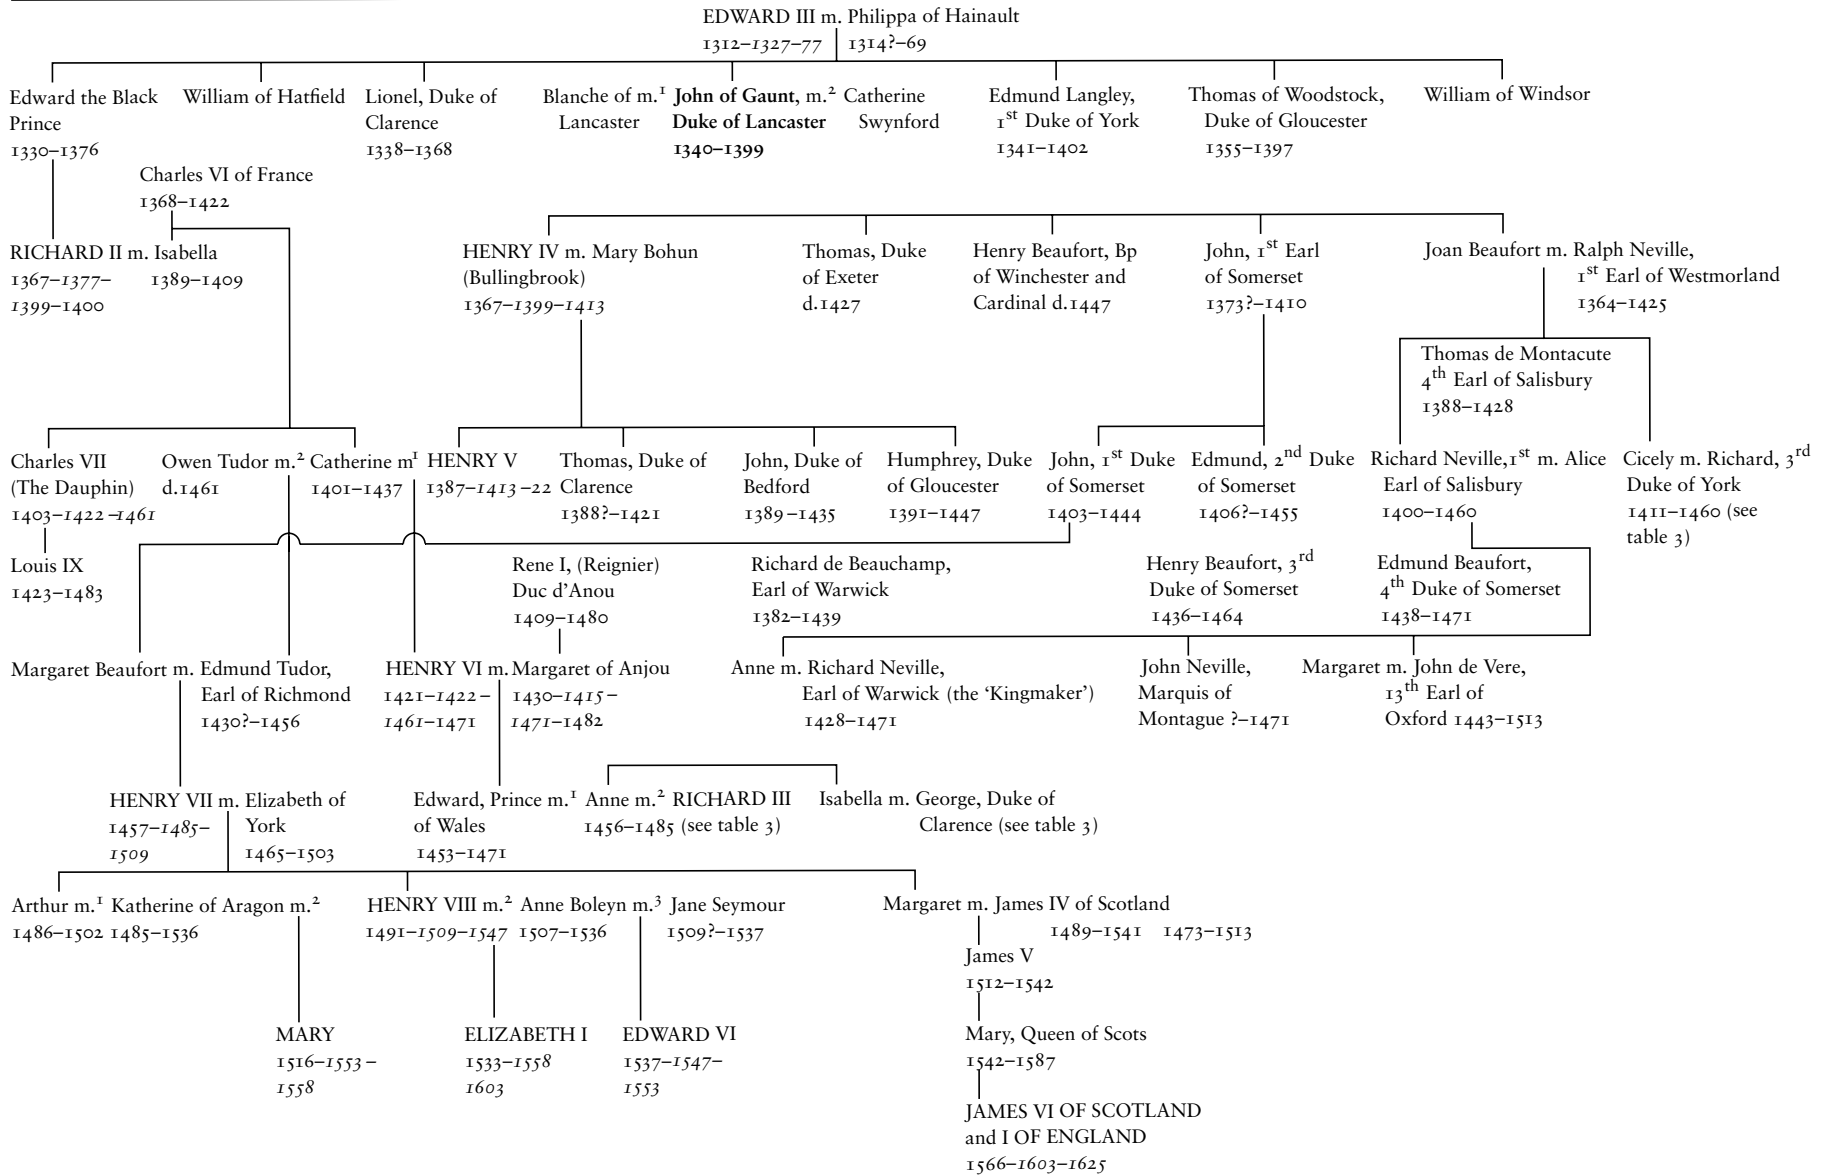 EDWARD III m. Philippa of Hainault
1312–1327–77 1314?–69
Edward the Black
Prince
1330–1376
William of Hatfield
Lionel, Duke of
Clarence
1338–1368
Blanche of m.¹ John of Gaunt, m.² Catherine
Lancaster Duke of Lancaster Swynford
1340–1399
Edmund Langley,
1st Duke of York
1341–1402
Thomas of Woodstock,
Duke of Gloucester
1355–1397
William of Windsor
Charles VI of France
1368–1422
RICHARD II m. Isabella
1367–1377– 1389–1409
1399–1400
HENRY IV m. Mary Bohun
(Bullingbrook)
1367–1399–1413
Thomas, Duke
of Exeter
d.1427
Henry Beaufort, Bp
of Winchester and
Cardinal d.1447
John, 1st Earl
of Somerset
1373?–1410
Joan Beaufort m. Ralph Neville,
1st Earl of Westmorland
1364–1425
Thomas de Montacute
4th Earl of Salisbury
1388–1428
Charles VII
(The Dauphin)
1403–1422–1461
Owen Tudor m.² Catherine m¹ HENRY V
d.1461 1401–1437 1387–1413–22
Thomas, Duke of
Clarence
1388?–1421
John, Duke of
Bedford
1389–1435
Humphrey, Duke
of Gloucester
1391–1447
John, 1st Duke
of Somerset
1403–1444
Edmund, 2nd Duke
of Somerset
1406?–1455
Richard Neville,1st m. Alice
Earl of Salisbury
1400–1460
Cicely m. Richard, 3rd
Duke of York
1411–1460 (see
table 3)
Louis IX
1423–1483
Rene I, (Reignier)
Duc d'Anou
1409–1480
Richard de Beauchamp,
Earl of Warwick
1382–1439
Henry Beaufort, 3rd
Duke of Somerset
1436–1464
Edmund Beaufort,
4th Duke of Somerset
1438–1471
Margaret Beaufort m. Edmund Tudor,
Earl of Richmond
1430?–1456
HENRY VI m. Margaret of Anjou
1421–1422– 1430–1415–
1461–1471 1471–1482
Anne m. Richard Neville,
Earl of Warwick (the ‘Kingmaker’)
1428–1471
John Neville,
Marquis of
Montague ?–1471
Margaret m. John de Vere,
13th Earl of
Oxford 1443–1513
HENRY VII m. Elizabeth of
1457–1485– York
1509 1465–1503
Edward, Prince m.¹ Anne m.² RICHARD III
of Wales 1456–1485 (see table 3)
1453–1471
Isabella m. George, Duke of
Clarence (see table 3)
Arthur m.¹ Katherine of Aragon m.² HENRY VIII m.² Anne Boleyn m.³ Jane Seymour
1486–1502 1485–1536 1491–1509–1547 1507–1536 1509?–1537
Margaret m. James IV of Scotland
1489–1541 1473–1513
James V
1512–1542
MARY
1516–1553–
1558
ELIZABETH I
1533–1558
1603
EDWARD VI
1537–1547–
1553
Mary, Queen of Scots
1542–1587
JAMES VI OF SCOTLAND
and I OF ENGLAND
1566–1603–1625